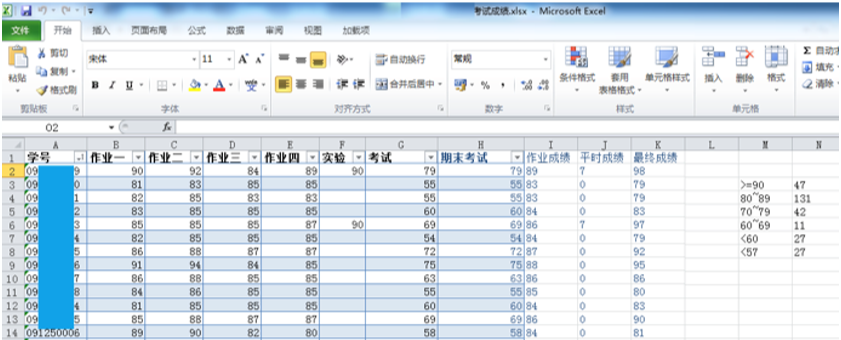 考试成绩.xlsx - Microsoft Excel
文件 开始 插入 页面布局 公式 数据 审阅 视图 加载项
剪切 宋体 11 自动换行 常规 Σ 自动求
复制 填充
粘贴 格式刷 B I U 合并后居中 % 条件格式 套用表格格式 单元格样式 插入 删除 格式 清除
剪贴板 字体 对齐方式 数字 样式 单元格
O2 fx
A B C D E F G H I J K L M N
1 学号 作业一 作业二 作业三 作业四 实验 考试 期末考试 作业成绩 平时成绩 最终成绩
2 09 9 90 92 84 89 90 79 79 89 7 98
3 09 0 81 83 85 85 55 55 83 0 79 >=90 47
4 09 1 82 85 83 83 55 55 83 0 79 80~89 131
5 09 2 83 85 85 85 60 60 84 0 83 70~79 42
6 09 3 85 85 85 87 90 69 69 86 7 97 60~69 11
7 09 4 82 85 85 85 54 54 84 0 79 <60 27
8 09 5 86 88 87 87 72 72 87 0 92 <57 27
9 09 6 91 94 84 85 75 75 88 0 95
10 09 7 86 88 85 85 63 63 86 0 86
11 09 8 84 86 85 85 55 55 85 0 80
12 09 4 81 85 85 85 60 60 84 0 83
13 09 5 85 88 87 87 69 69 86 0 90
14 091250006 89 90 82 80 58 58 84 0 81